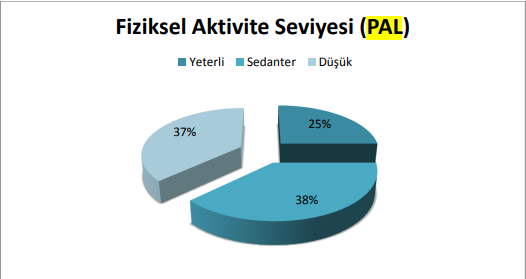 Fiziksel Aktivite Seviyesi (PAL)
Yeterli Sedanter Düşük
37%
25%
38%